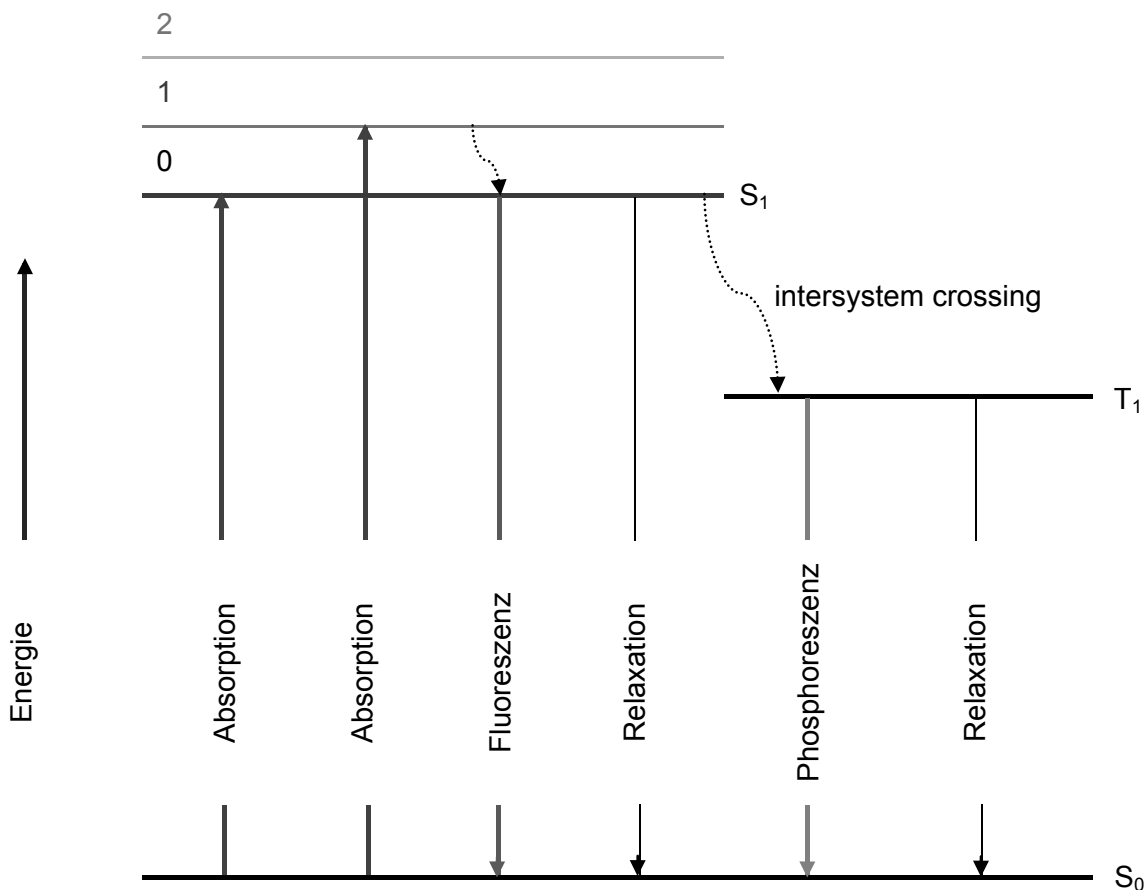 2
1
0
S₁
intersystem crossing
T₁
Energie
Absorption
Absorption
Fluoreszenz
Relaxation
Phosphoreszenz
Relaxation
S₀